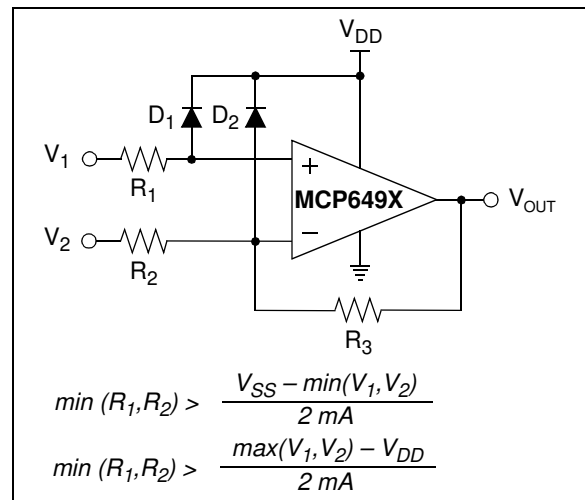 V_DD
D_1 D_2
V_1
R_1
+
MCP649X
V_OUT
V_2
−
R_2
R_3
min (R_1,R_2) > (V_SS – min(V_1,V_2)) / 2 mA
min (R_1,R_2) > (max(V_1,V_2) – V_DD) / 2 mA